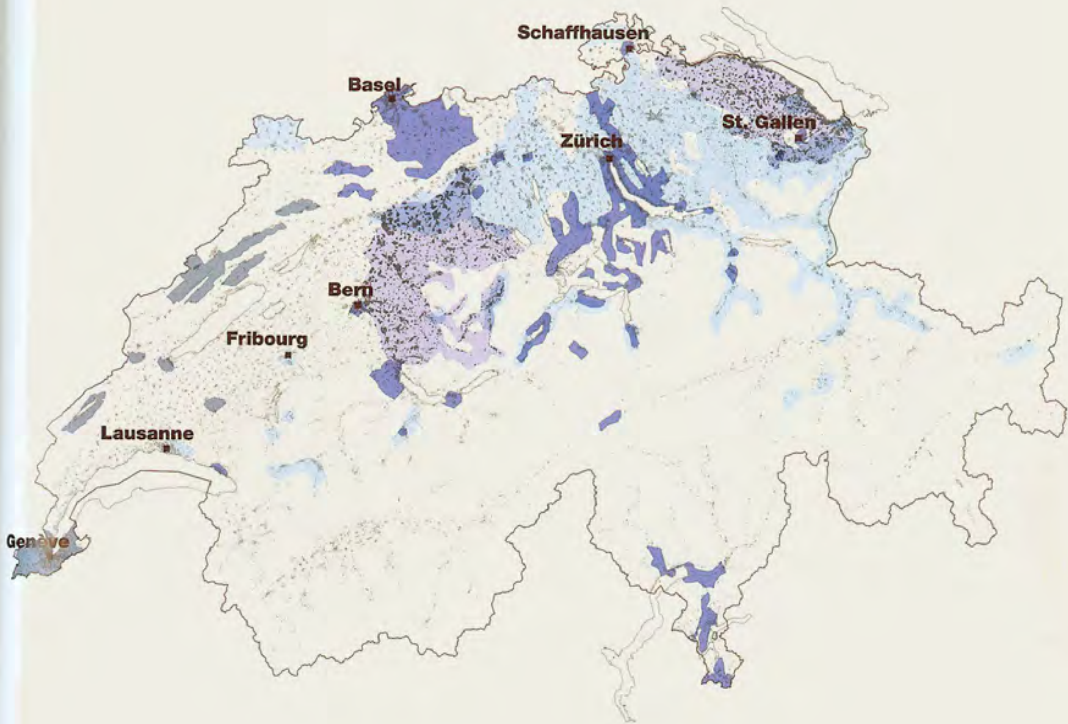 Schaffhausen
Basel
St. Gallen
Zürich
Bern
Fribourg
Lausanne
Genève